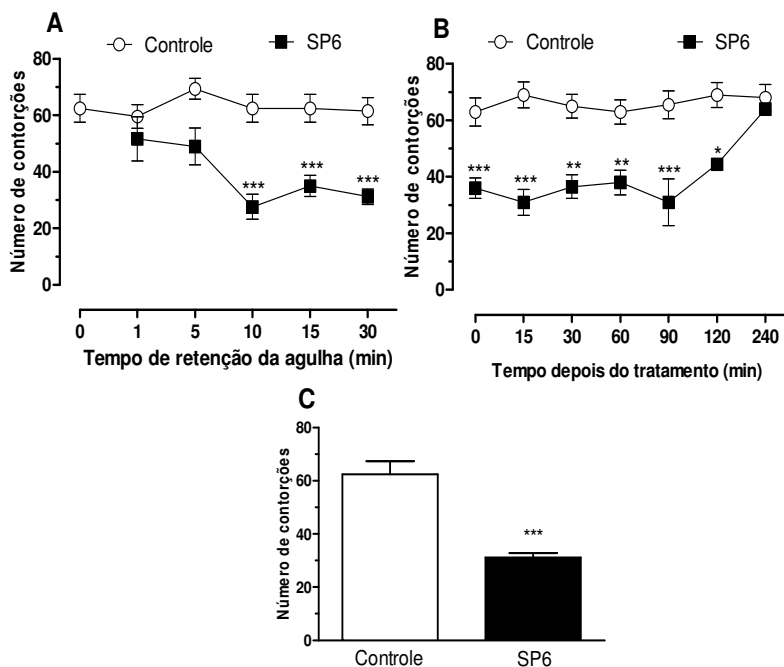 A
Controle
SP6
Número de contorções
80
60
40
20
0
***
***
***
0 1 5 10 15 30
Tempo de retenção da agulha (min)
B
Controle
SP6
Número de contorções
80
60
40
20
0
***
***
**
**
***
*
0 15 30 60 90 120 240
Tempo depois do tratamento (min)
C
Número de contorções
80
60
40
20
0
***
Controle
SP6